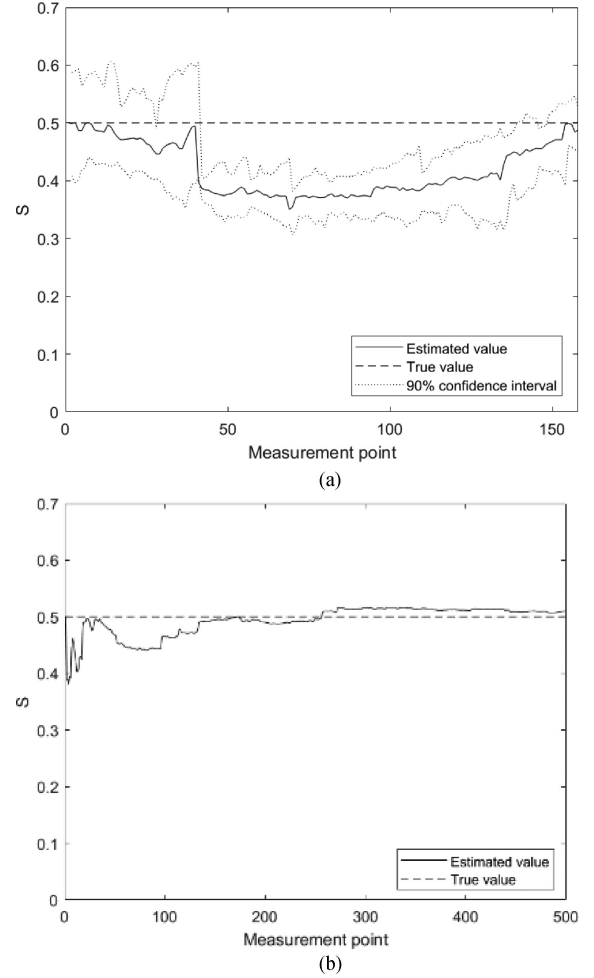 0.7
0.6
0.5
0.4
S
0.3
0.2
0.1
0
Estimated value
True value
90% confidence interval
0 50 100 150
Measurement point
(a)
0.7
0.6
0.5
0.4
S
0.3
0.2
0.1
0
Estimated value
True value
0 100 200 300 400 500
Measurement point
(b)